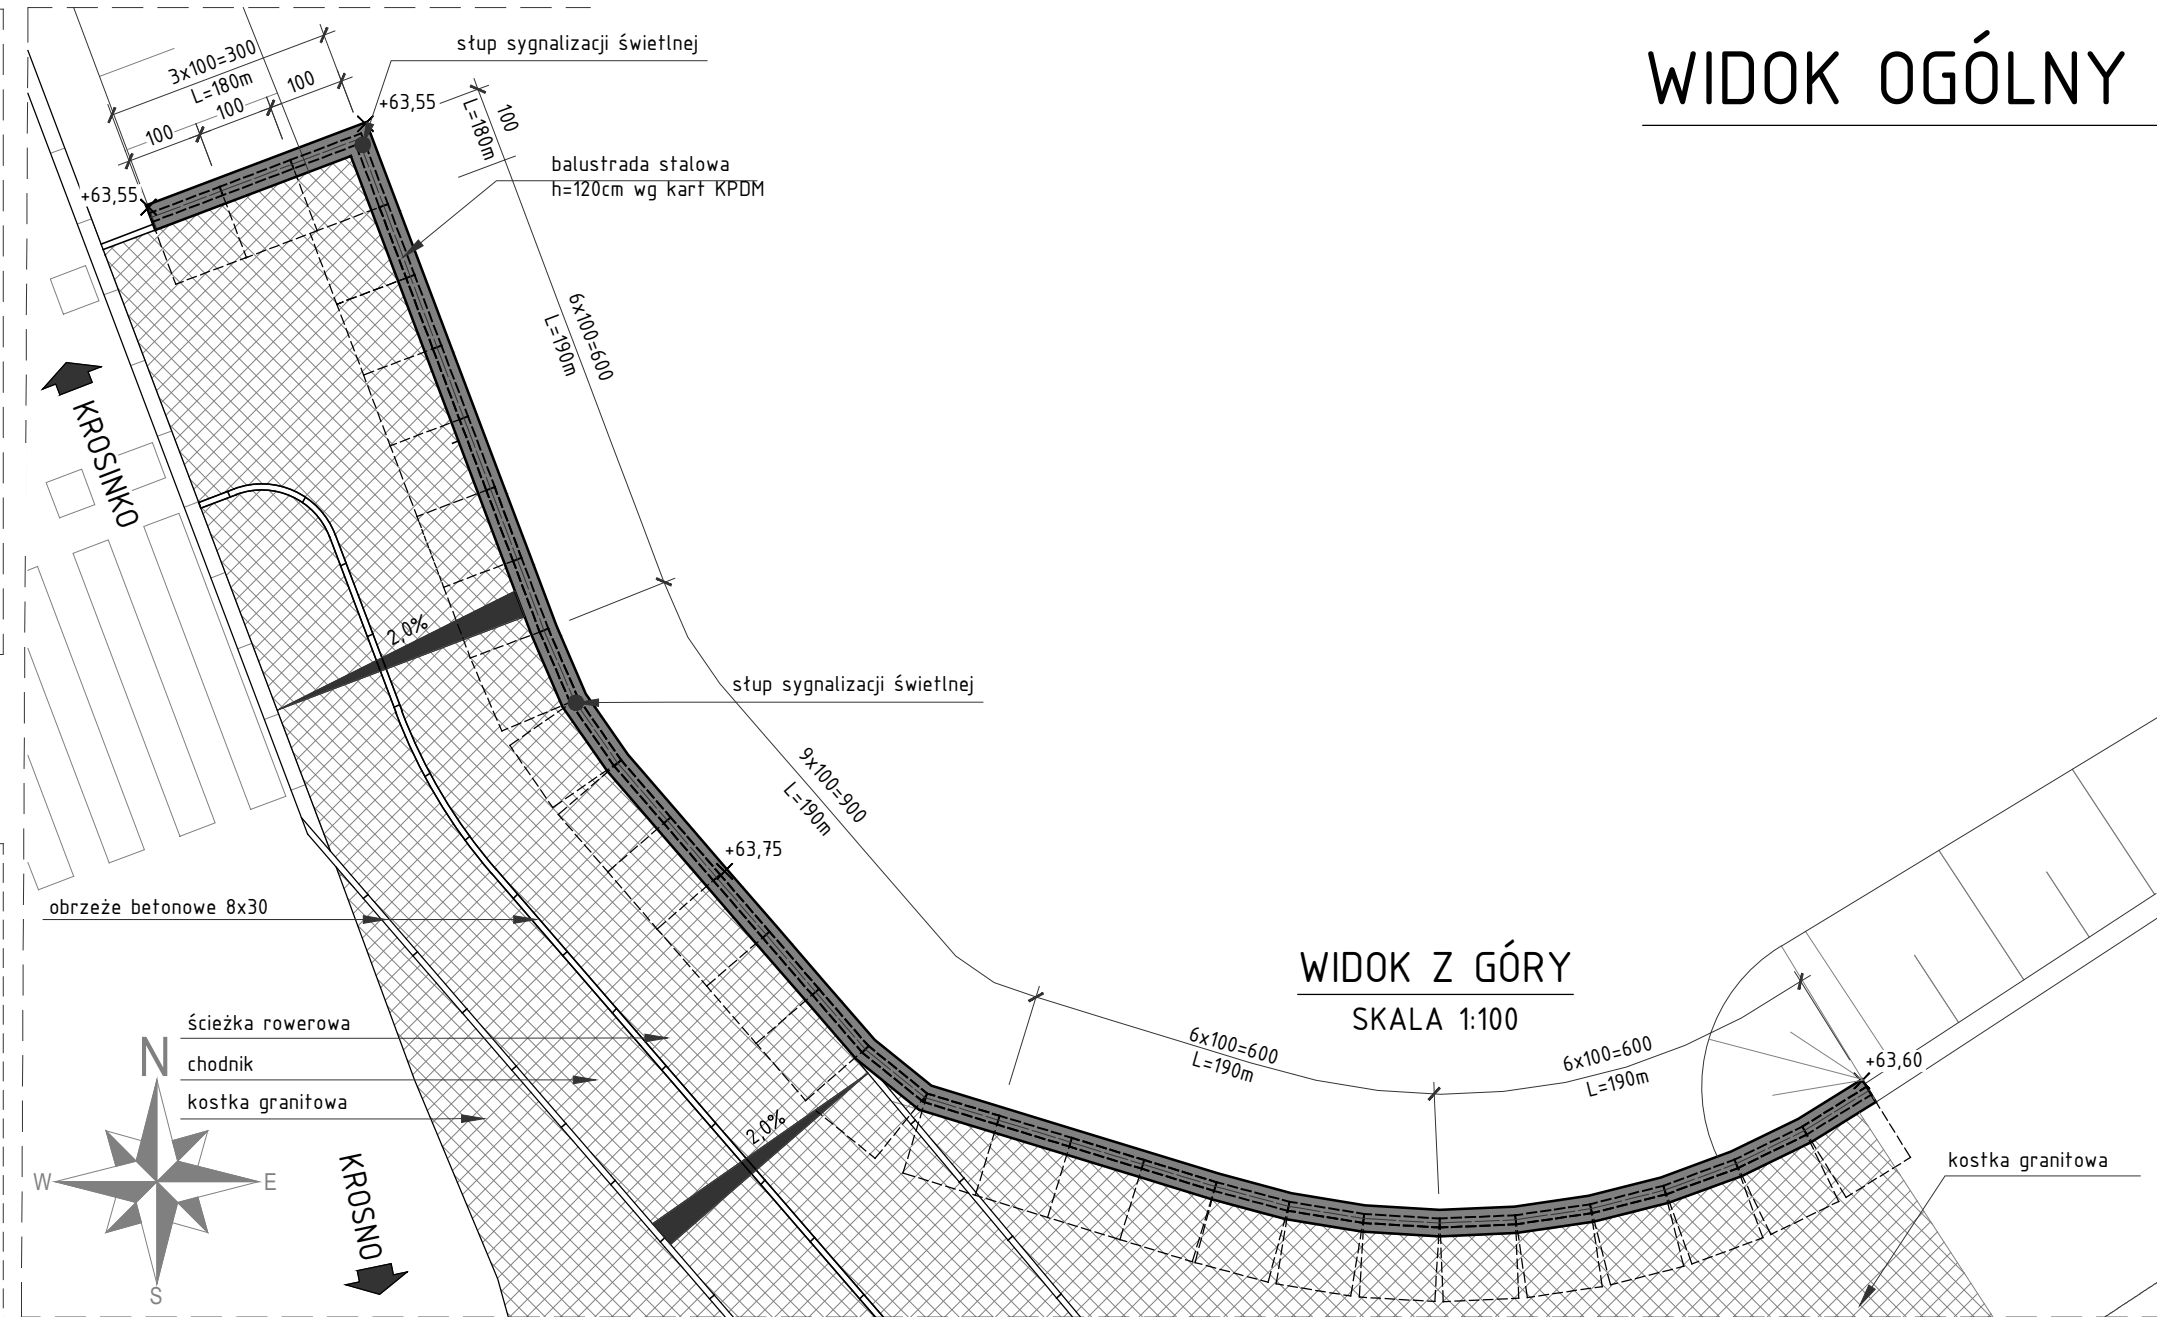 WIDOK OGÓLNY
słup sygnalizacji świetlnej
3x100=300
L=180m
100
100
100
+63,55
+63,55
100
L=180m
balustrada stalowa
h=120cm wg kart KPDM
6x100=600
L=190m
KROSINKO
2,0%
słup sygnalizacji świetlnej
9x100=900
L=190m
+63,75
obrzeże betonowe 8x30
WIDOK Z GÓRY
SKALA 1:100
6x100=600
L=190m
6x100=600
L=190m
+63,60
ścieżka rowerowa
chodnik
kostka granitowa
2,0%
kostka granitowa
N
W
E
S
KROSNO